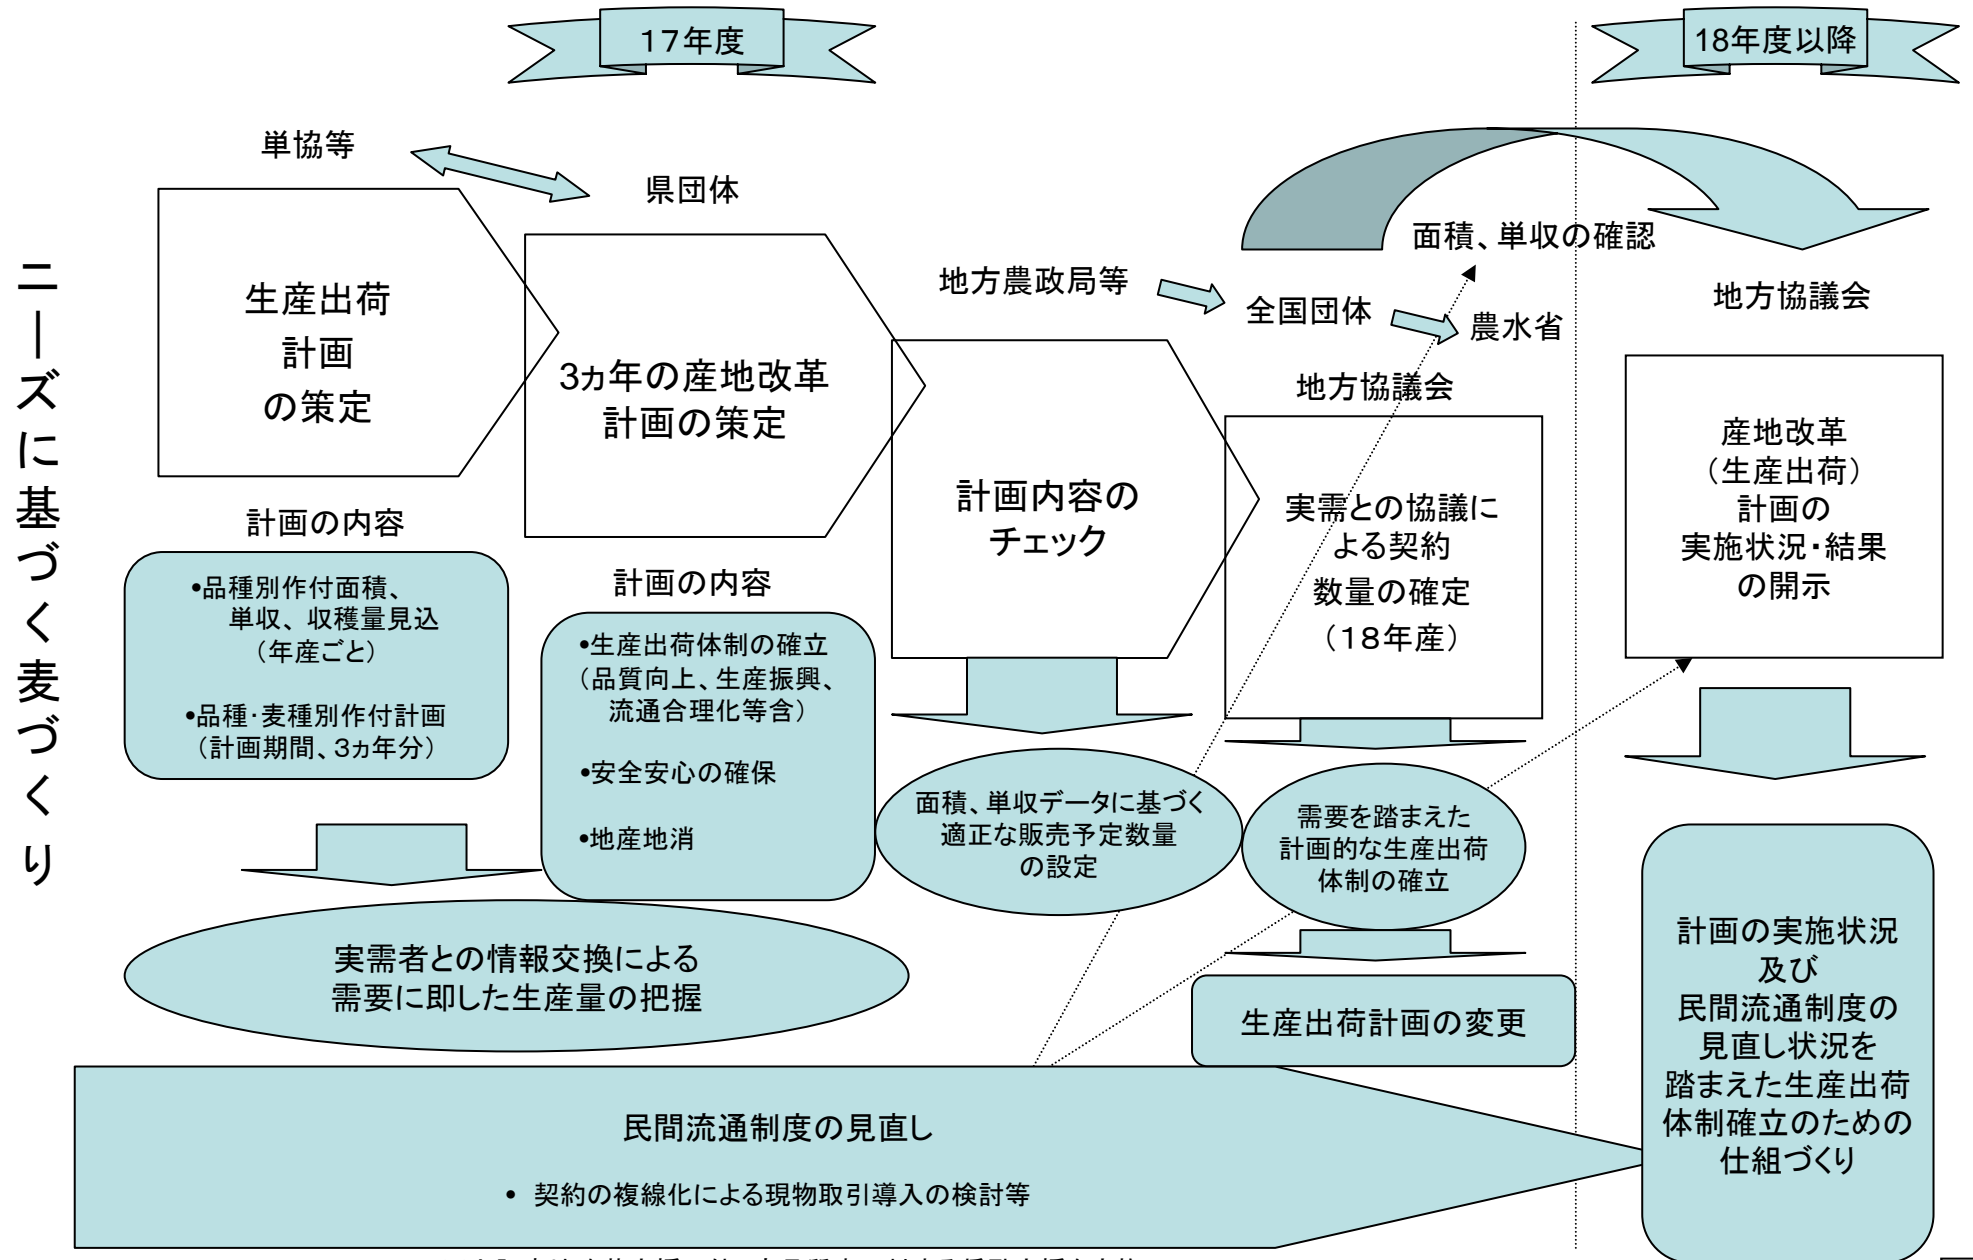 ニーズに基づく麦づくり
17年度
18年度以降
単協等
県団体
地方農政局等
全国団体
農水省
面積、単収の確認
地方協議会
地方協議会
生産出荷
計画
の策定
3ヵ年の産地改革
計画の策定
計画内容の
チェック
実需との協議に
よる契約
数量の確定
（18年産）
産地改革
（生産出荷）
計画の
実施状況・結果
の開示
計画の内容
•品種別作付面積、
単収、収穫量見込
（年産ごと）
•品種・麦種別作付計画
（計画期間、3ヵ年分）
計画の内容
•生産出荷体制の確立
（品質向上、生産振興、
流通合理化等含）
•安全安心の確保
•地産地消
面積、単収データに基づく
適正な販売予定数量
の設定
需要を踏まえた
計画的な生産出荷
体制の確立
実需者との情報交換による
需要に即した生産量の把握
生産出荷計画の変更
計画の実施状況
及び
民間流通制度の
見直し状況を
踏まえた生産出荷
体制確立のための
仕組づくり
民間流通制度の見直し
• 契約の複線化による現物取引導入の検討等